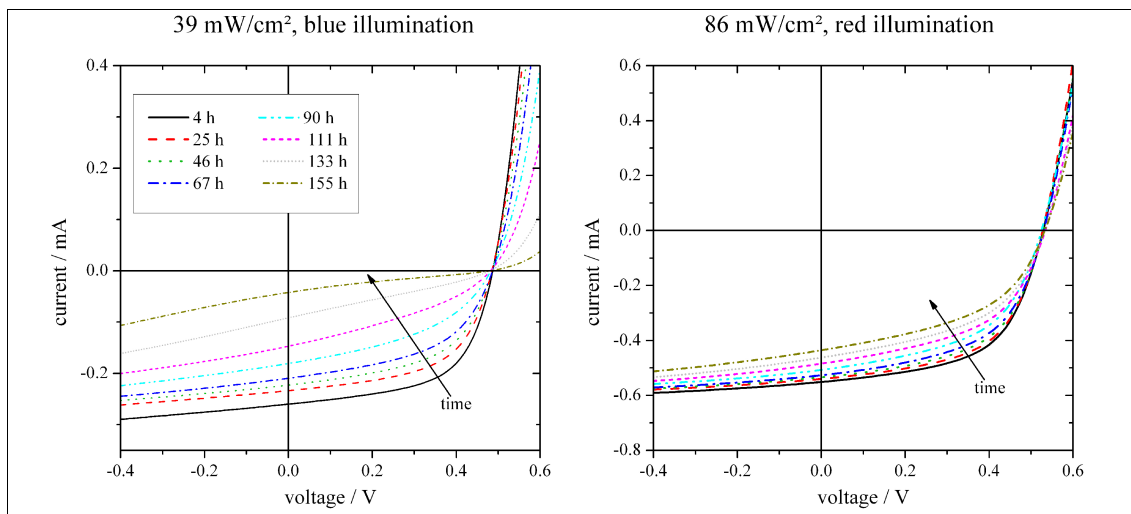 39 mW/cm², blue illumination
0.4
0.2
0.0
-0.2
-0.4
-0.2
0.0
0.2
0.4
0.6
current / mA
voltage / V
4 h
25 h
46 h
67 h
90 h
111 h
133 h
155 h
time
86 mW/cm², red illumination
0.6
0.4
0.2
0.0
-0.2
-0.4
-0.6
-0.8
-0.4
-0.2
0.0
0.2
0.4
0.6
current / mA
voltage / V
time